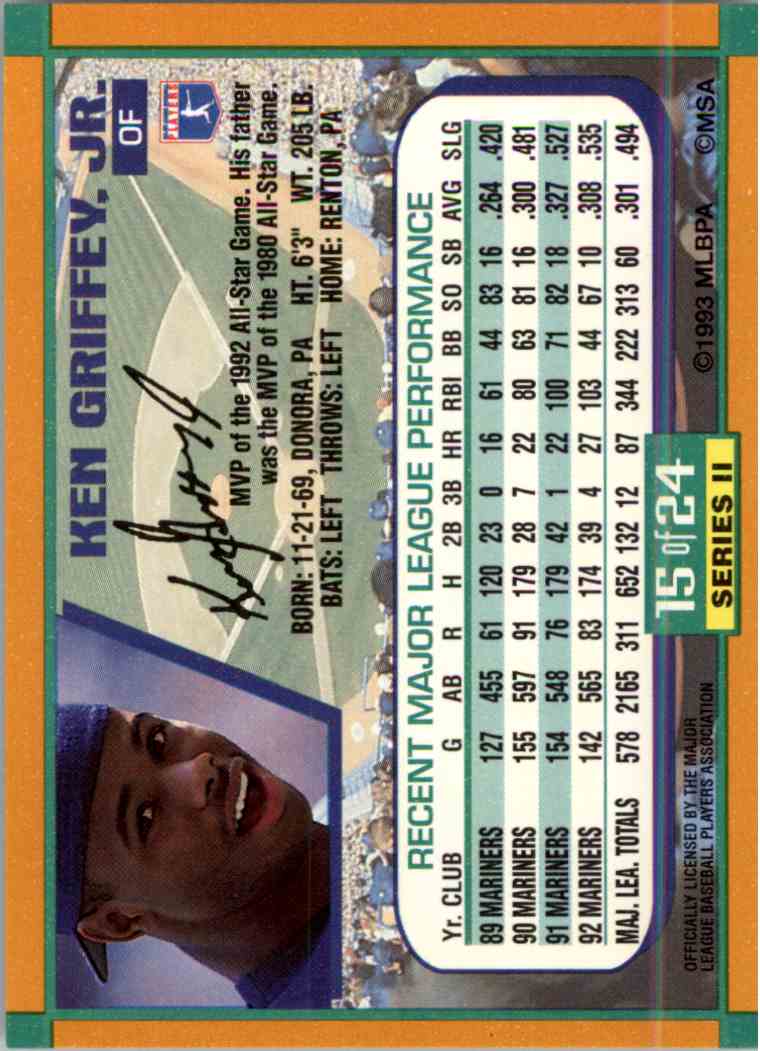 KEN GRIFFEY, JR.
OF
PLAYERS
MVP of the 1992 All-Star Game. His father
was the MVP of the 1980 All-Star Game.
BORN: 11-21-69, DONORA, PA HT. 6'3" WT. 205 LB.
BATS: LEFT THROWS: LEFT HOME: RENTON, PA
RECENT MAJOR LEAGUE PERFORMANCE
Yr. CLUB G AB R H 2B 3B HR RBI BB SO SB AVG SLG
89 MARINERS 127 455 61 120 23 0 16 61 44 83 16 .264 .420
90 MARINERS 155 597 91 179 28 7 22 80 63 81 16 .300 .481
91 MARINERS 154 548 76 179 42 1 22 100 71 82 18 .327 .527
92 MARINERS 142 565 83 174 39 4 27 103 44 67 10 .308 .535
MAJ. LEA. TOTALS 578 2165 311 652 132 12 87 344 222 313 60 .301 .494
OFFICIALLY LICENSED BY THE MAJOR
LEAGUE BASEBALL PLAYERS ASSOCIATION
15 of 24
SERIES II
©1993 MLBPA ©MSA